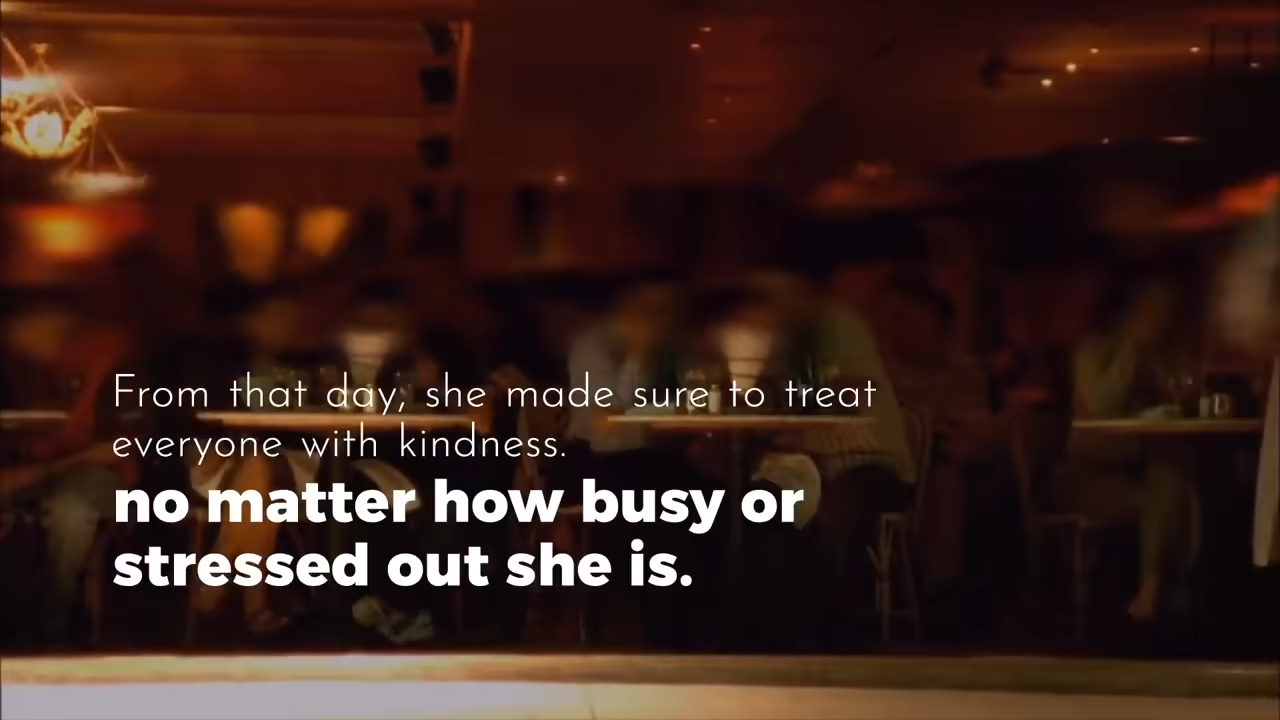 From that day, she made sure to treat
everyone with kindness.
no matter how busy or
stressed out she is.